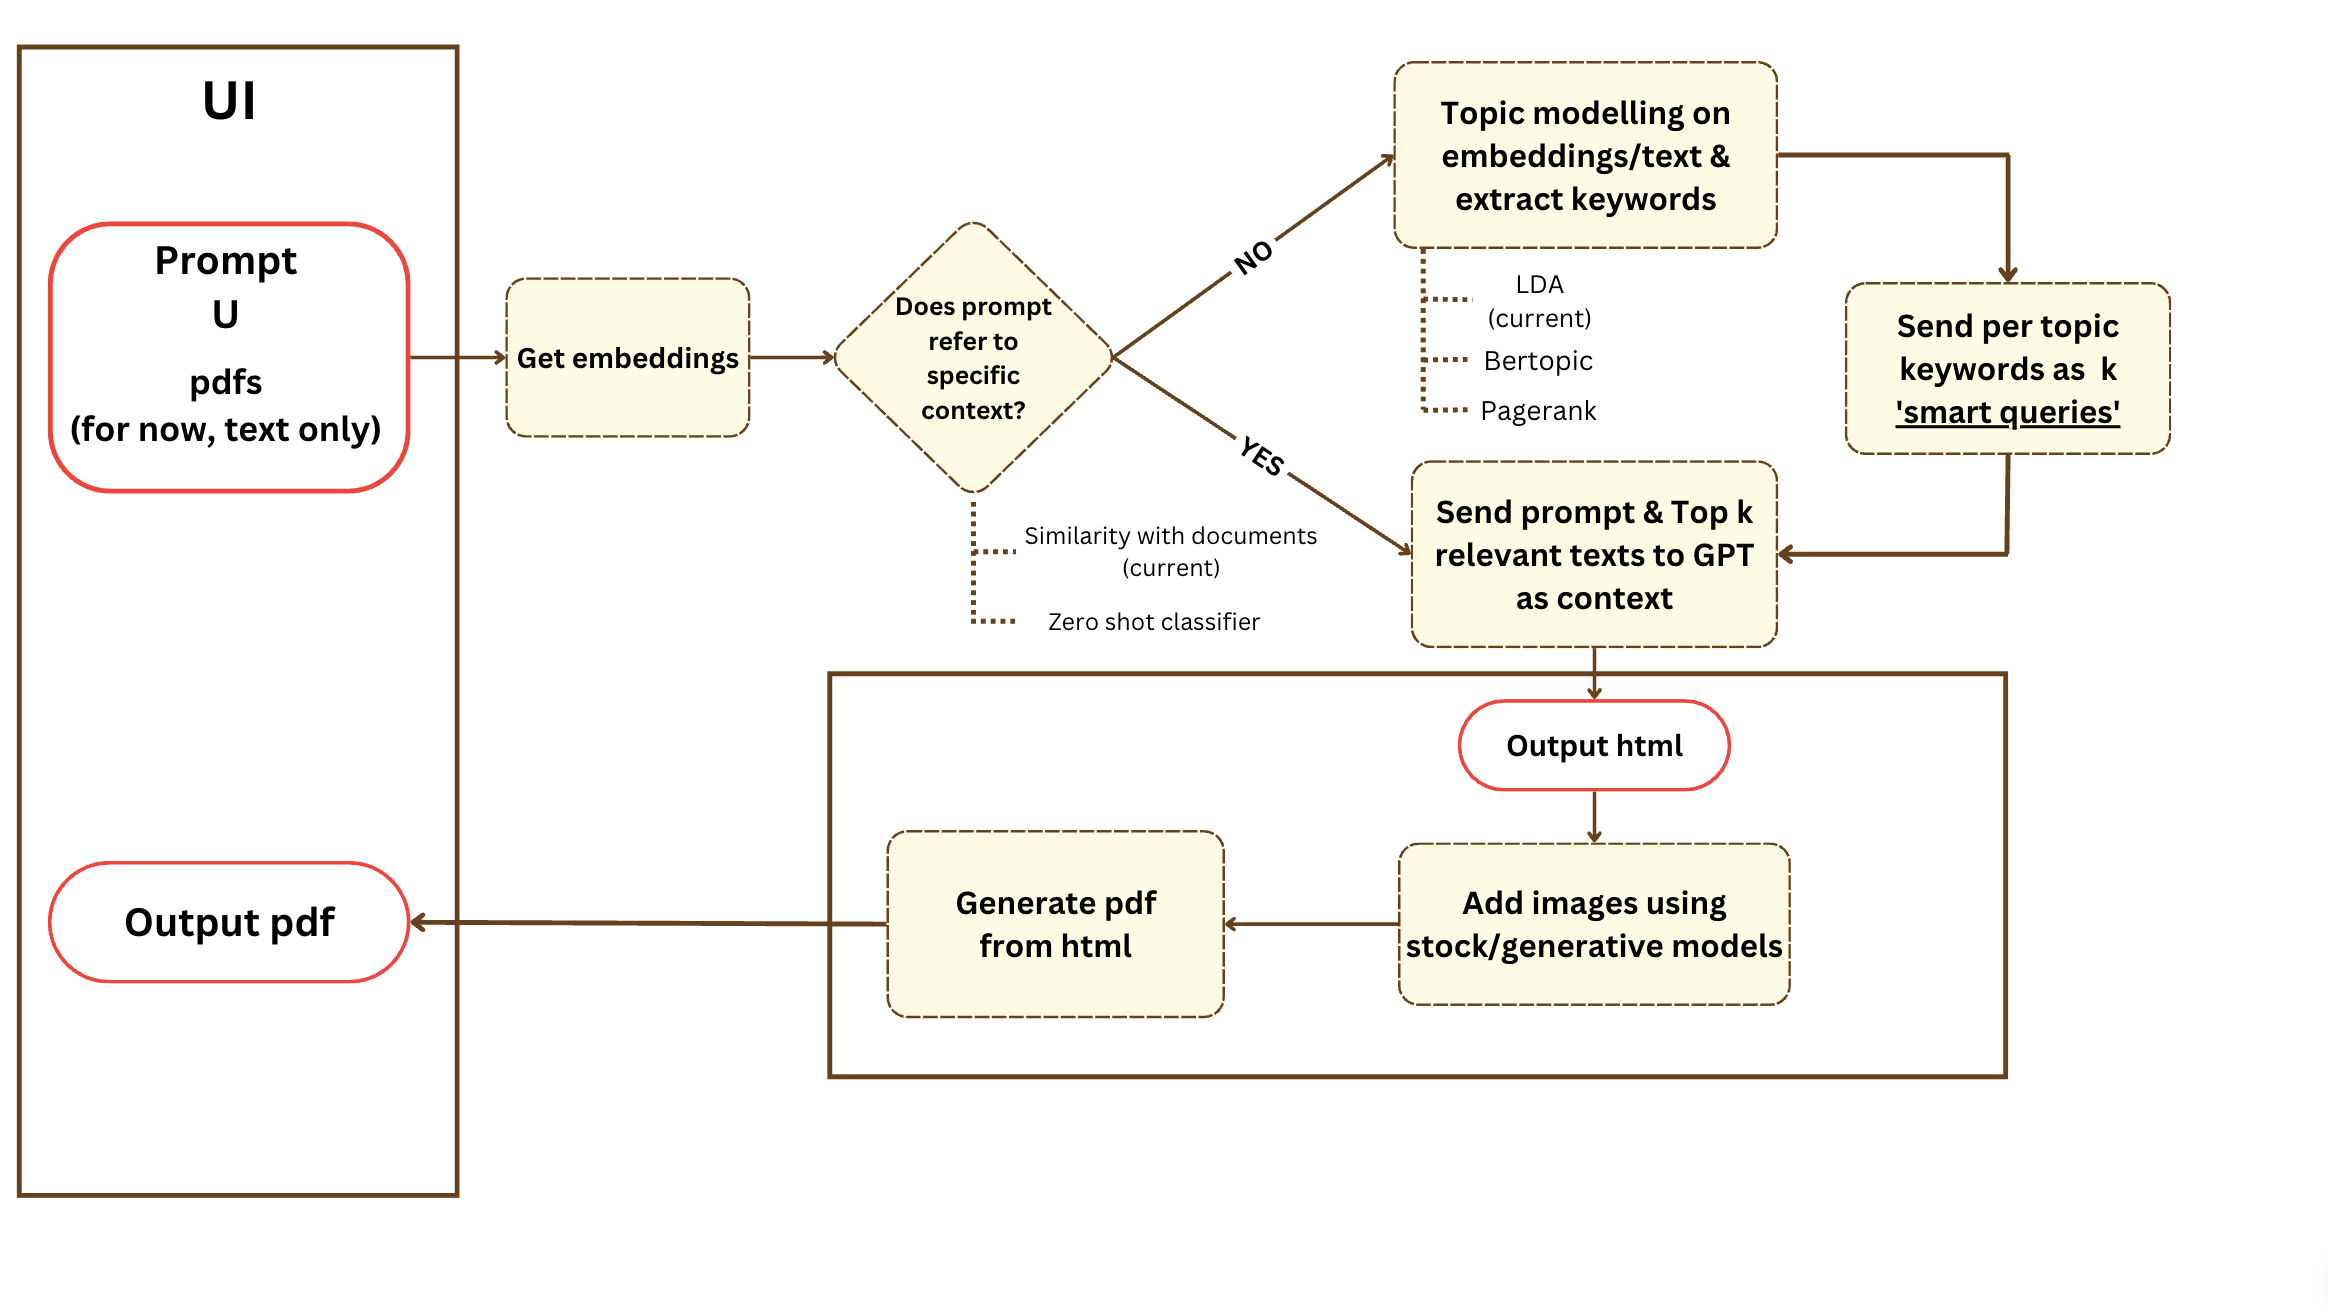 UI
Prompt
U
pdfs
(for now, text only)
Get embeddings
Does prompt
refer to
specific
context?
Similarity with documents
(current)
Zero shot classifier
NO
YES
Topic modelling on
embeddings/text &
extract keywords
LDA
(current)
Bertopic
Pagerank
Send per topic
keywords as k
'smart queries'
Send prompt & Top k
relevant texts to GPT
as context
Output html
Add images using
stock/generative models
Generate pdf
from html
Output pdf